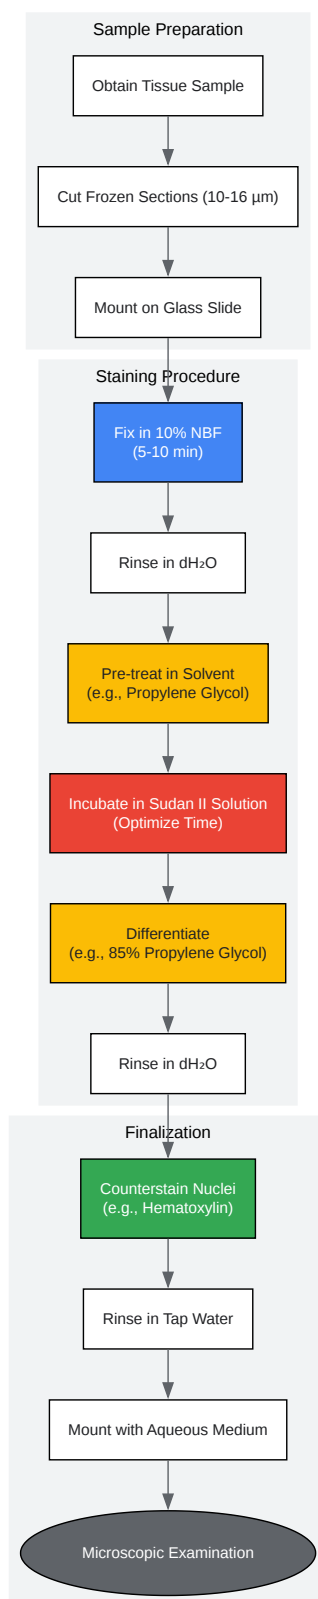 Sample Preparation
Obtain Tissue Sample
Cut Frozen Sections (10-16 µm)
Mount on Glass Slide
Staining Procedure
Fix in 10% NBF
(5-10 min)
Rinse in dH₂O
Pre-treat in Solvent
(e.g., Propylene Glycol)
Incubate in Sudan II Solution
(Optimize Time)
Differentiate
(e.g., 85% Propylene Glycol)
Rinse in dH₂O
Finalization
Counterstain Nuclei
(e.g., Hematoxylin)
Rinse in Tap Water
Mount with Aqueous Medium
Microscopic Examination